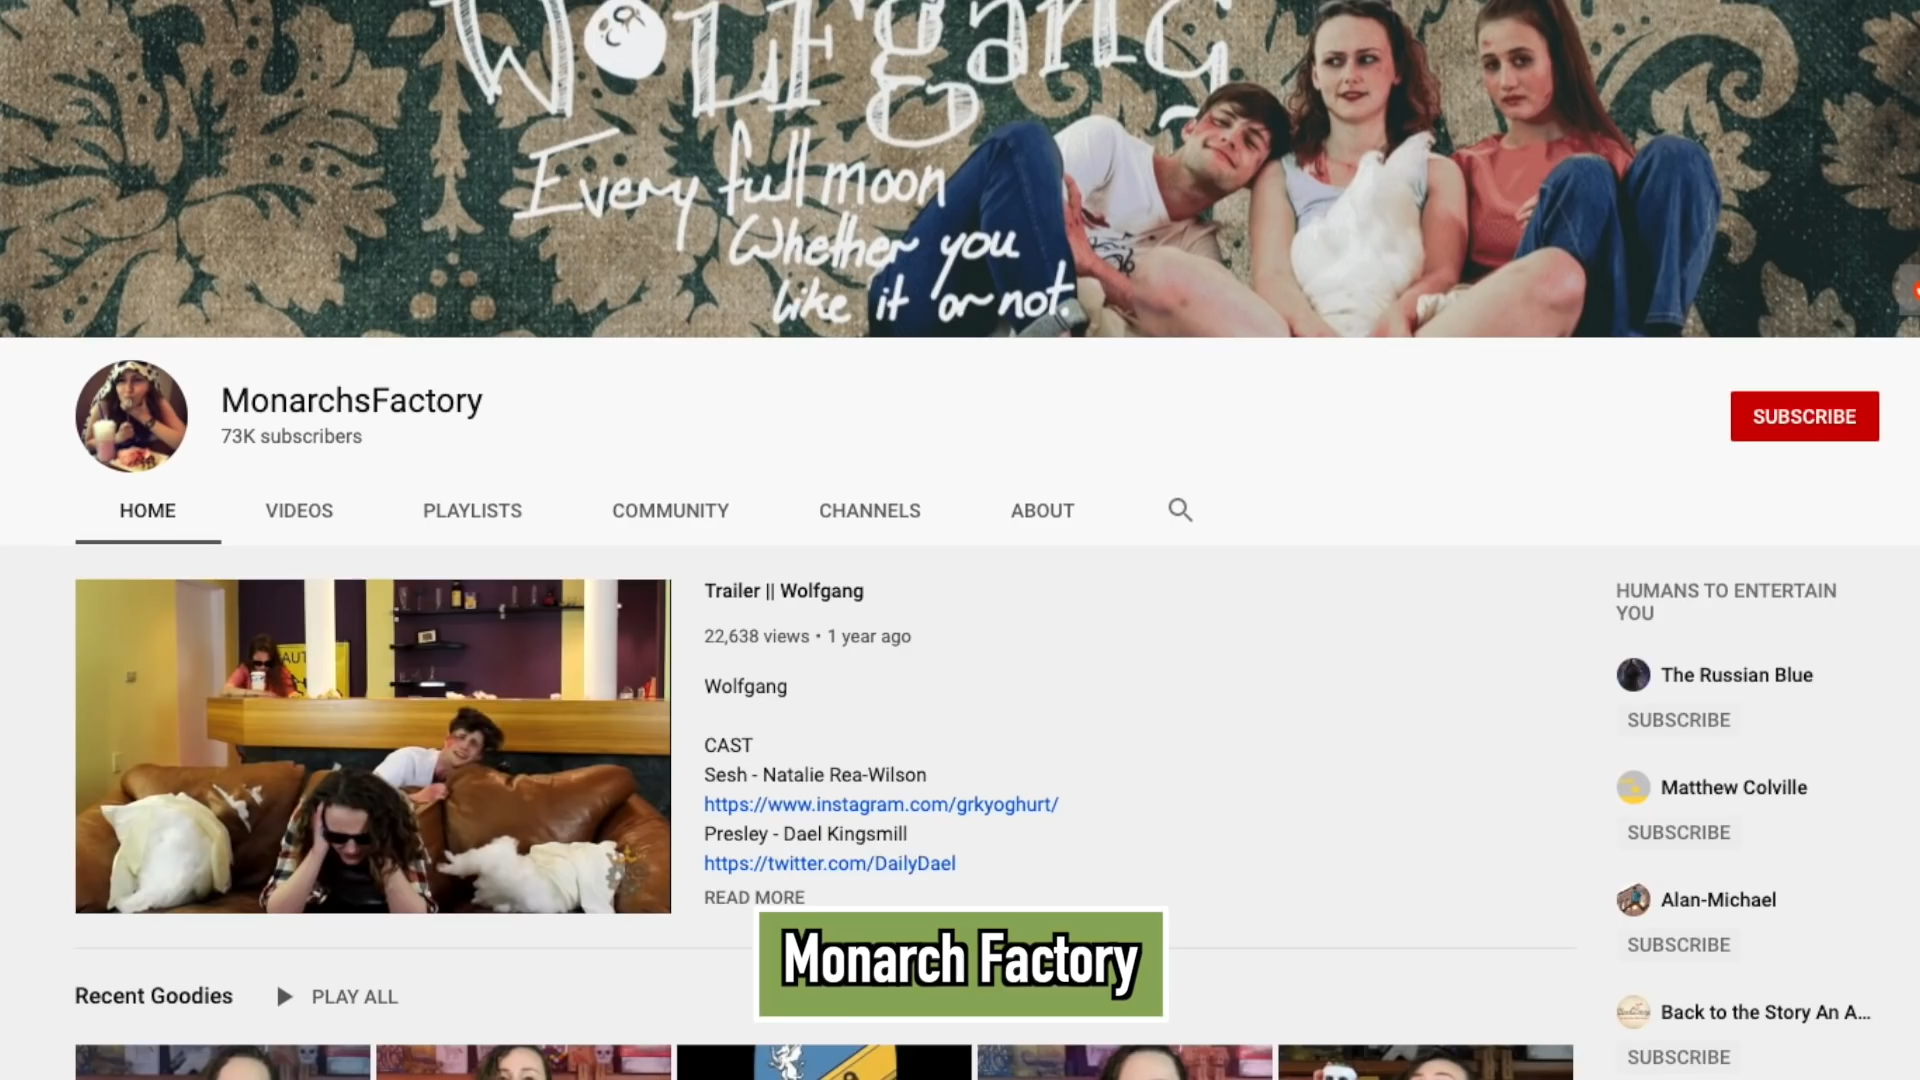 Wolfgang
Every full moon
Whether you
like it or not.
MonarchsFactory
73K subscribers
SUBSCRIBE
HOME
VIDEOS
PLAYLISTS
COMMUNITY
CHANNELS
ABOUT
Trailer || Wolfgang
22,638 views • 1 year ago
Wolfgang
CAST
Sesh - Natalie Rea-Wilson
https://www.instagram.com/grkyoghurt/
Presley - Dael Kingsmill
https://twitter.com/DailyDael
READ MORE
HUMANS TO ENTERTAIN
YOU
The Russian Blue
SUBSCRIBE
Matthew Colville
SUBSCRIBE
Alan-Michael
SUBSCRIBE
Back to the Story An A...
SUBSCRIBE
Monarch Factory
Recent Goodies
PLAY ALL